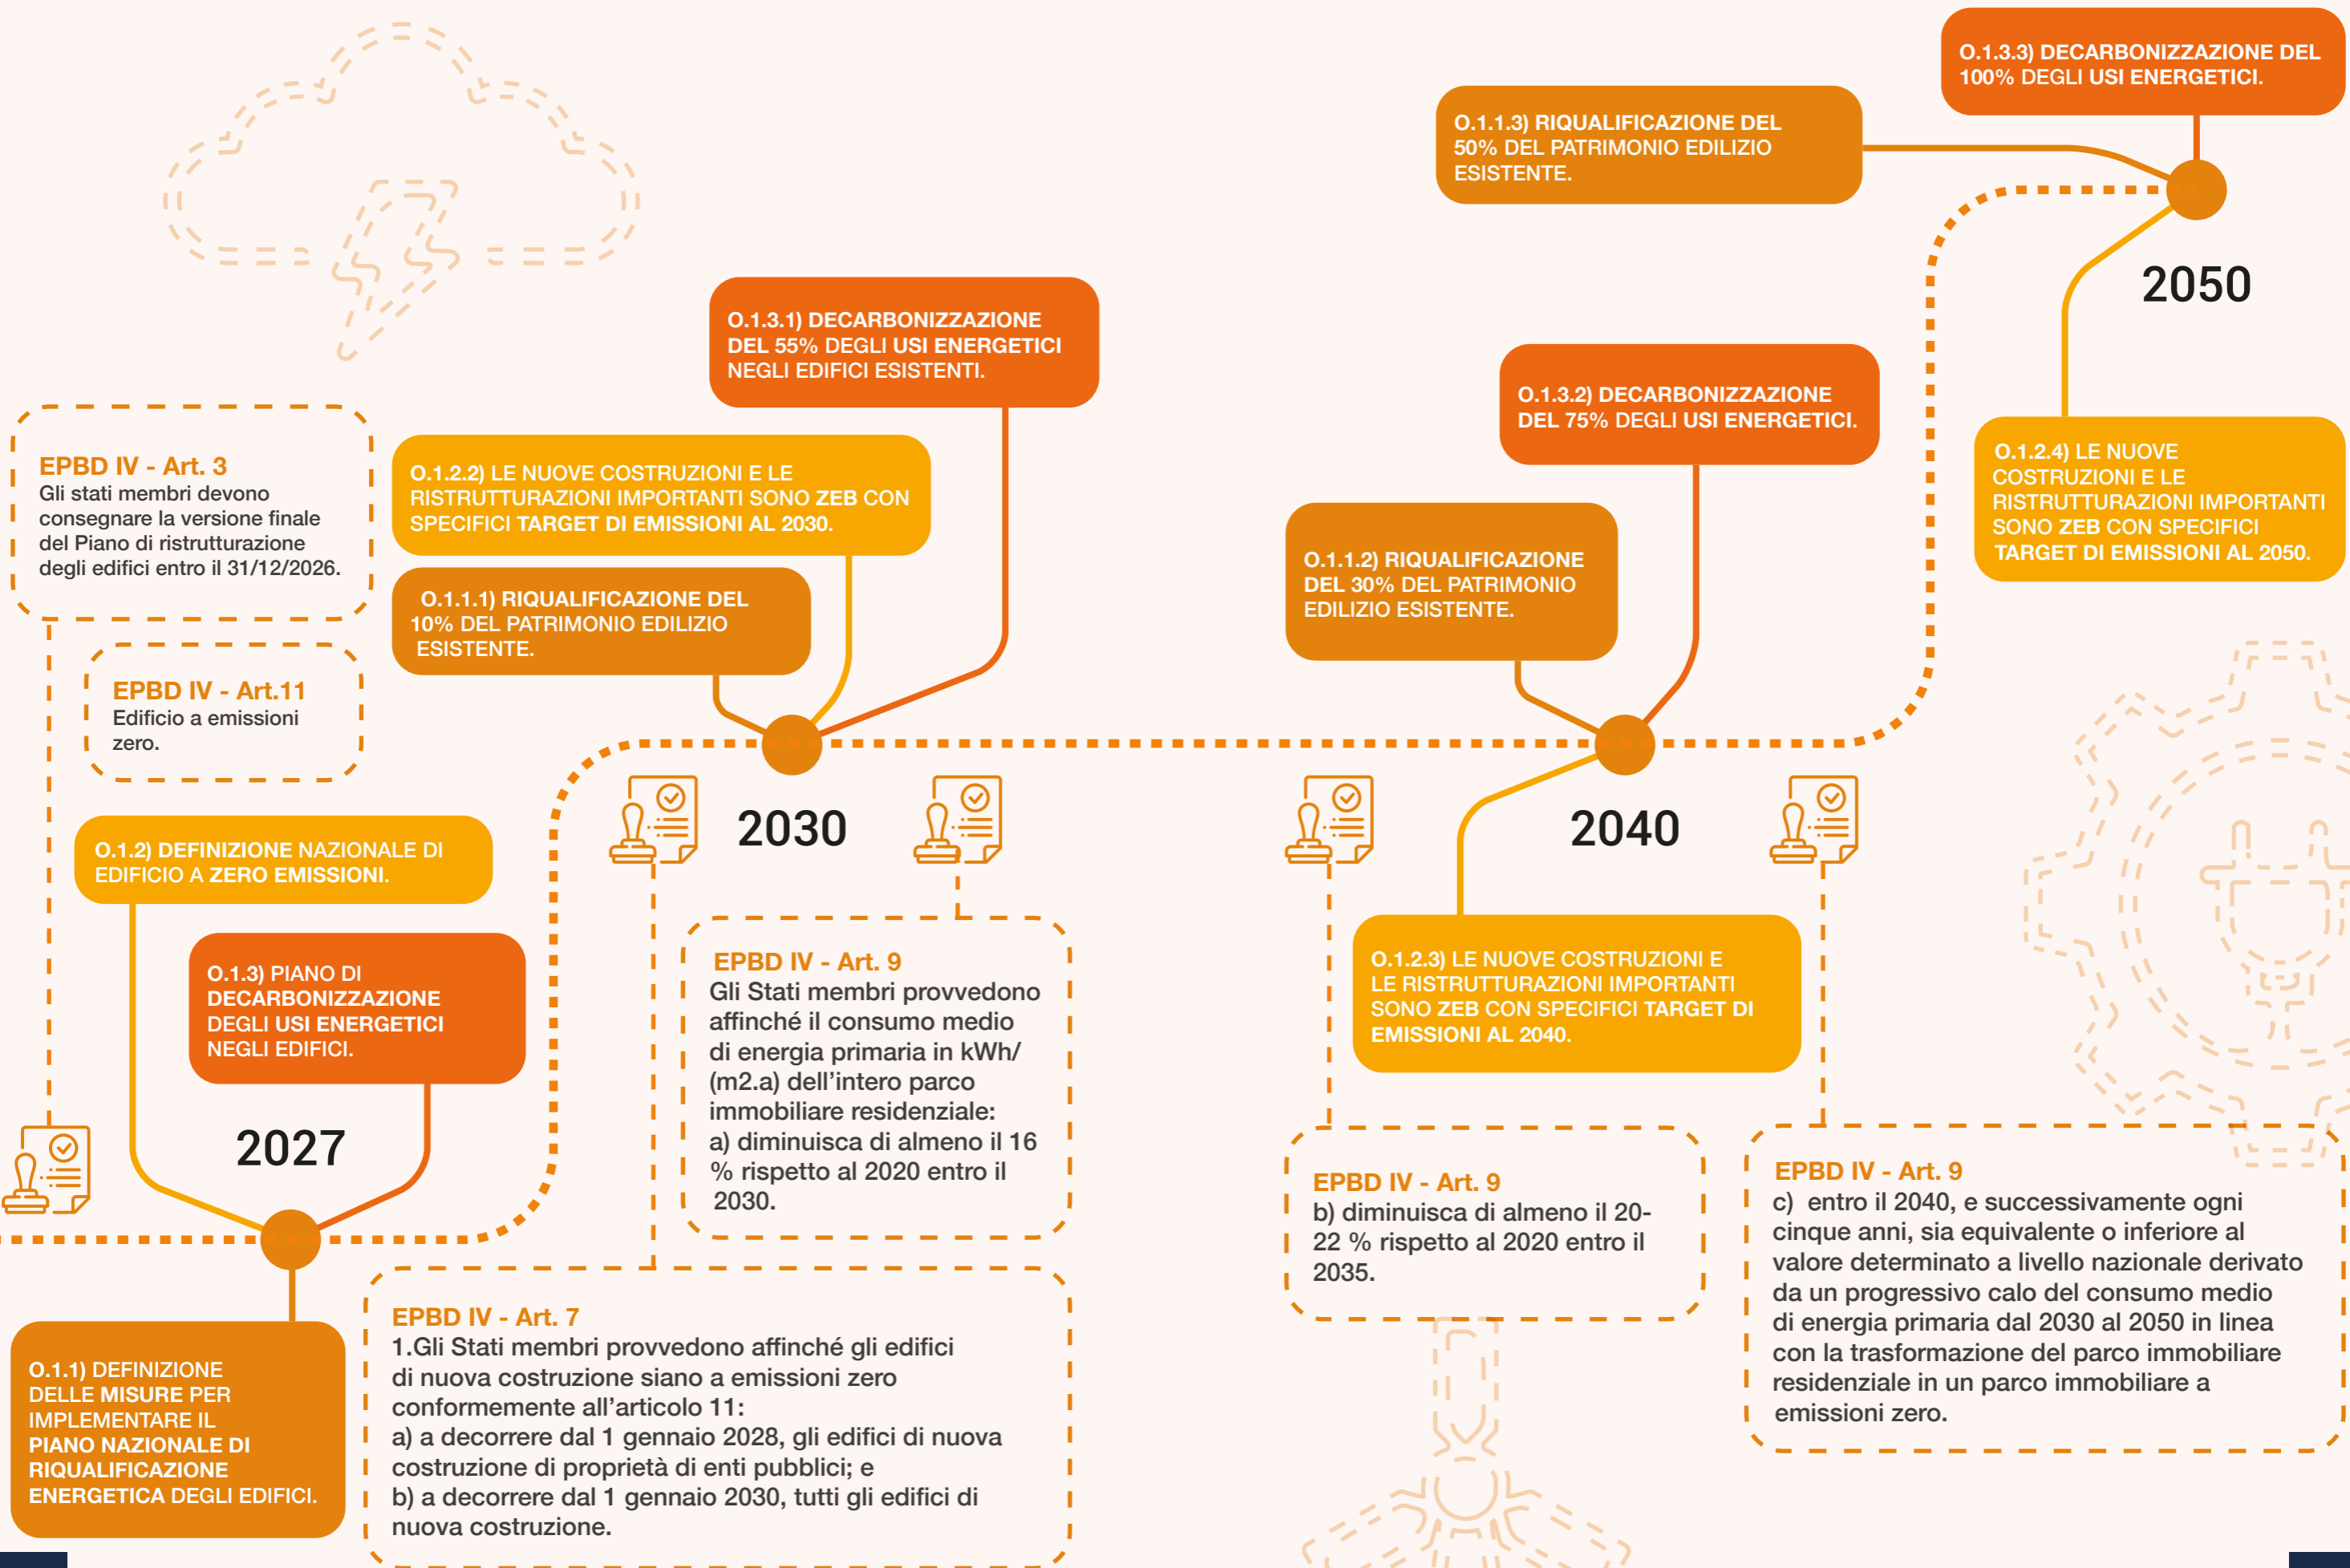 EPBD IV - Art. 3
Gli stati membri devono
consegnare la versione finale
del Piano di ristrutturazione
degli edifici entro il 31/12/2026.
EPBD IV - Art.11
Edificio a emissioni
zero.
O.1.2) DEFINIZIONE NAZIONALE DI
EDIFICIO A ZERO EMISSIONI.
O.1.3) PIANO DI
DECARBONIZZAZIONE
DEGLI USI ENERGETICI
NEGLI EDIFICI.
2027
O.1.1) DEFINIZIONE
DELLE MISURE PER
IMPLEMENTARE IL
PIANO NAZIONALE DI
RIQUALIFICAZIONE
ENERGETICA DEGLI EDIFICI.
O.1.3.1) DECARBONIZZAZIONE
DEL 55% DEGLI USI ENERGETICI
NEGLI EDIFICI ESISTENTI.
O.1.2.2) LE NUOVE COSTRUZIONI E LE
RISTRUTTURAZIONI IMPORTANTI SONO ZEB CON
SPECIFICI TARGET DI EMISSIONI AL 2030.
O.1.1.1) RIQUALIFICAZIONE DEL
10% DEL PATRIMONIO EDILIZIO
ESISTENTE.
2030
EPBD IV - Art. 9
Gli Stati membri provvedono
affinché il consumo medio
di energia primaria in kWh/
(m2.a) dell'intero parco
immobiliare residenziale:
a) diminuisca di almeno il 16
% rispetto al 2020 entro il
2030.
EPBD IV - Art. 7
1.Gli Stati membri provvedono affinché gli edifici
di nuova costruzione siano a emissioni zero
conformemente all'articolo 11:
a) a decorrere dal 1 gennaio 2028, gli edifici di nuova
costruzione di proprietà di enti pubblici; e
b) a decorrere dal 1 gennaio 2030, tutti gli edifici di
nuova costruzione.
O.1.3.2) DECARBONIZZAZIONE
DEL 75% DEGLI USI ENERGETICI.
O.1.1.2) RIQUALIFICAZIONE
DEL 30% DEL PATRIMONIO
EDILIZIO ESISTENTE.
2040
O.1.2.3) LE NUOVE COSTRUZIONI E
LE RISTRUTTURAZIONI IMPORTANTI
SONO ZEB CON SPECIFICI TARGET DI
EMISSIONI AL 2040.
EPBD IV - Art. 9
b) diminuisca di almeno il 20-
22 % rispetto al 2020 entro il
2035.
EPBD IV - Art. 9
c) entro il 2040, e successivamente ogni
cinque anni, sia equivalente o inferiore al
valore determinato a livello nazionale derivato
da un progressivo calo del consumo medio
di energia primaria dal 2030 al 2050 in linea
con la trasformazione del parco immobiliare
residenziale in un parco immobiliare a
emissioni zero.
O.1.3.3) DECARBONIZZAZIONE DEL
100% DEGLI USI ENERGETICI.
O.1.1.3) RIQUALIFICAZIONE DEL
50% DEL PATRIMONIO EDILIZIO
ESISTENTE.
2050
O.1.2.4) LE NUOVE
COSTRUZIONI E LE
RISTRUTTURAZIONI IMPORTANTI
SONO ZEB CON SPECIFICI
TARGET DI EMISSIONI AL 2050.